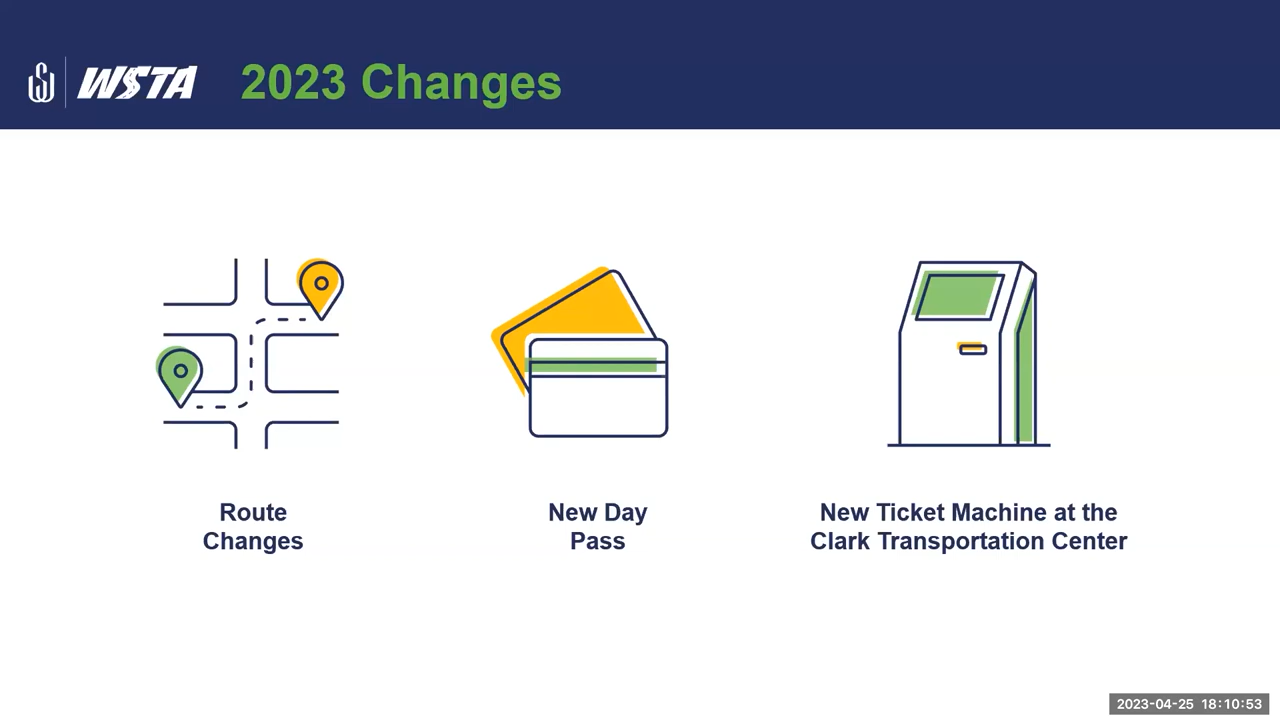 WSTA
2023 Changes
Route
Changes
New Day
Pass
New Ticket Machine at the
Clark Transportation Center
2023-04-25 18:10:53